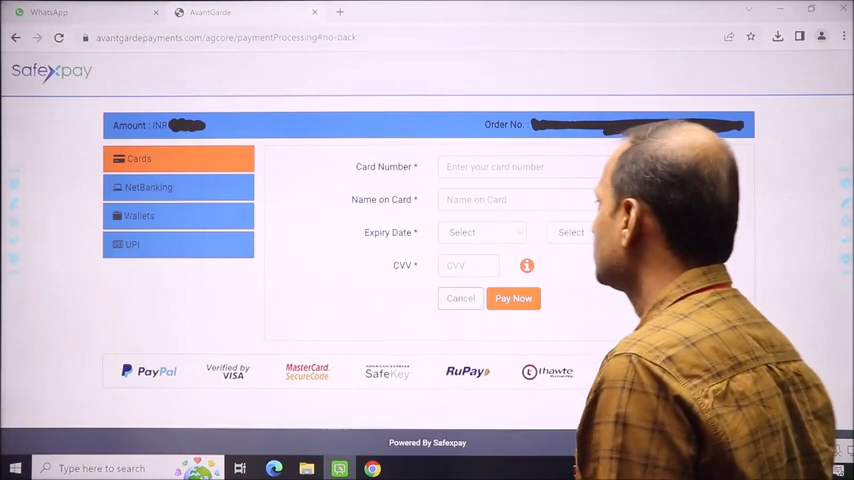 WhatsApp
AvantGarde
avantgardepayments.com/agcore/paymentProcessing#no-back
Safexpay
Amount : INR
Order No. :
Cards
NetBanking
Wallets
UPI
Card Number *
Enter your card number
Name on Card *
Name on Card
Expiry Date *
Select
Select
CVV *
CVV
Cancel
Pay Now
PayPal
Verified by
VISA
MasterCard.
SecureCode.
AMERICAN EXPRESS
SafeKey
RuPay
thawte
Powered By Safexpay
Type here to search